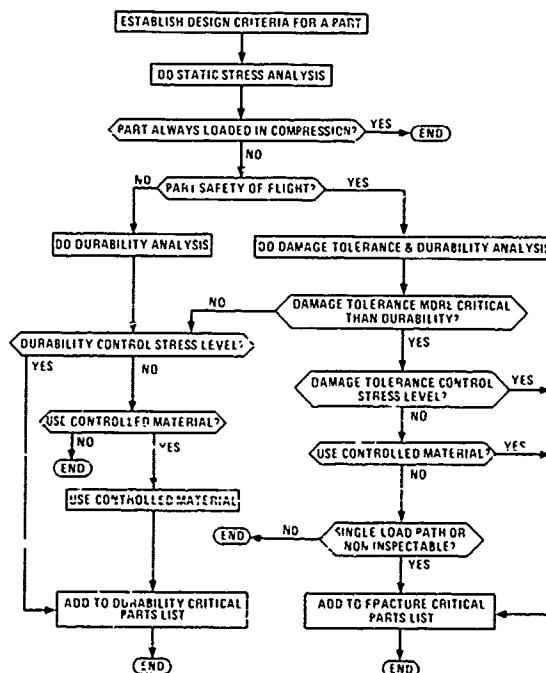 ESTABLISH DESIGN CRITERIA FOR A PART
DO STATIC STRESS ANALYSIS
PART ALWAYS LOADED IN COMPRESSION?
YES
END
NO
PART SAFETY OF FLIGHT?
NO
YES
DO DURABILITY ANALYSIS
DO DAMAGE TOLERANCE & DURABILITY ANALYSIS
NO
DAMAGE TOLERANCE MORE CRITICAL
THAN DURABILITY?
DURABILITY CONTROL STRESS LEVEL?
YES
YES
NO
DAMAGE TOLERANCE CONTROL
STRESS LEVEL?
YES
NO
USE CONTROLLED MATERIAL?
NO
YES
END
USE CONTROLLED MATERIAL?
YES
NO
USE CONTROLLED MATERIAL
END
NO
SINGLE LOAD PATH OR
NON INSPECTABLE?
YES
ADD TO DURABILITY CRITICAL
PARTS LIST
ADD TO FRACTURE CRITICAL
PARTS LIST
END
END